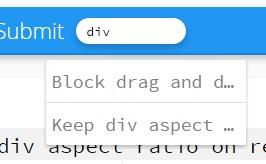 Submit div
Block drag and d…
Keep div aspect …
div aspect ratio on re